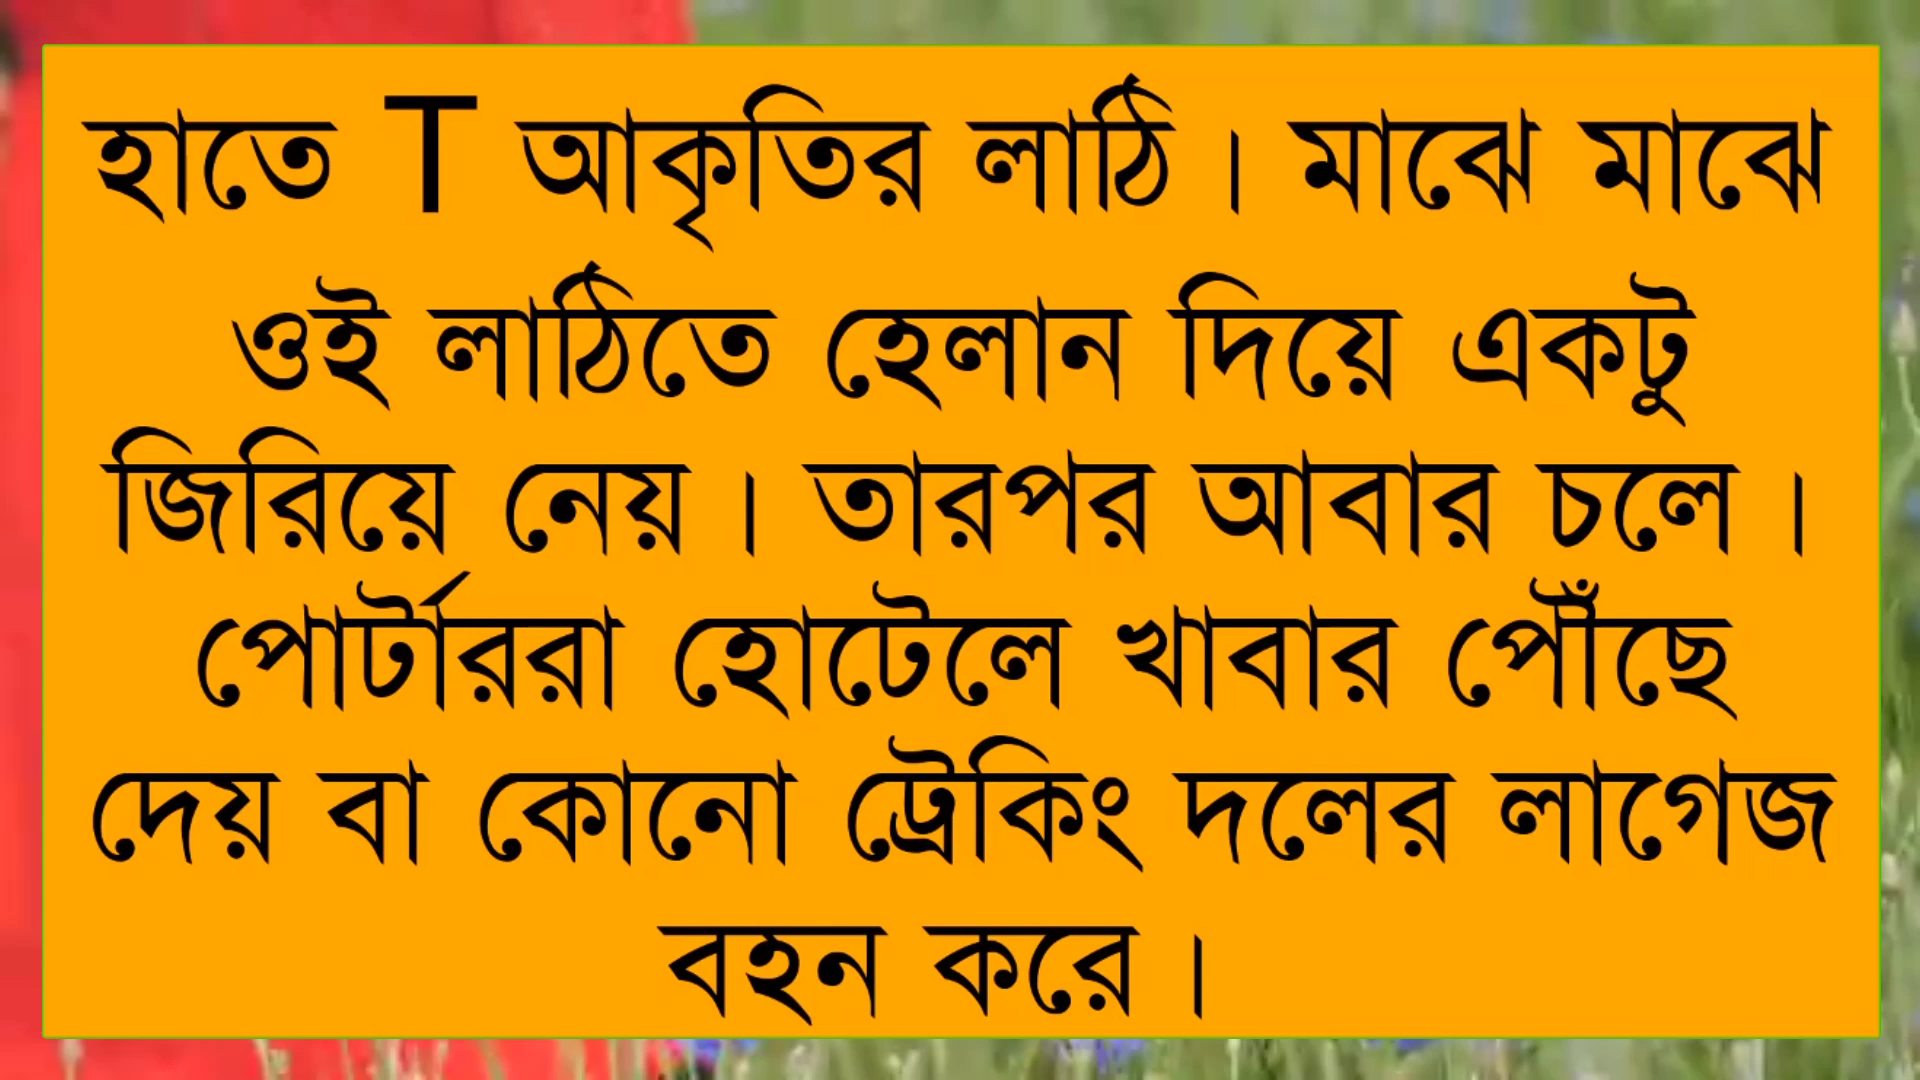 হাতে T আকৃতির লাঠি। মাঝে মাঝে
ওই লাঠিতে হেলান দিয়ে একটু
জিরিয়ে নেয়। তারপর আবার চলে।
পোর্টাররা হোটেলে খাবার পৌঁছে
দেয় বা কোনো ট্রেকিং দলের লাগেজ
বহন করে।